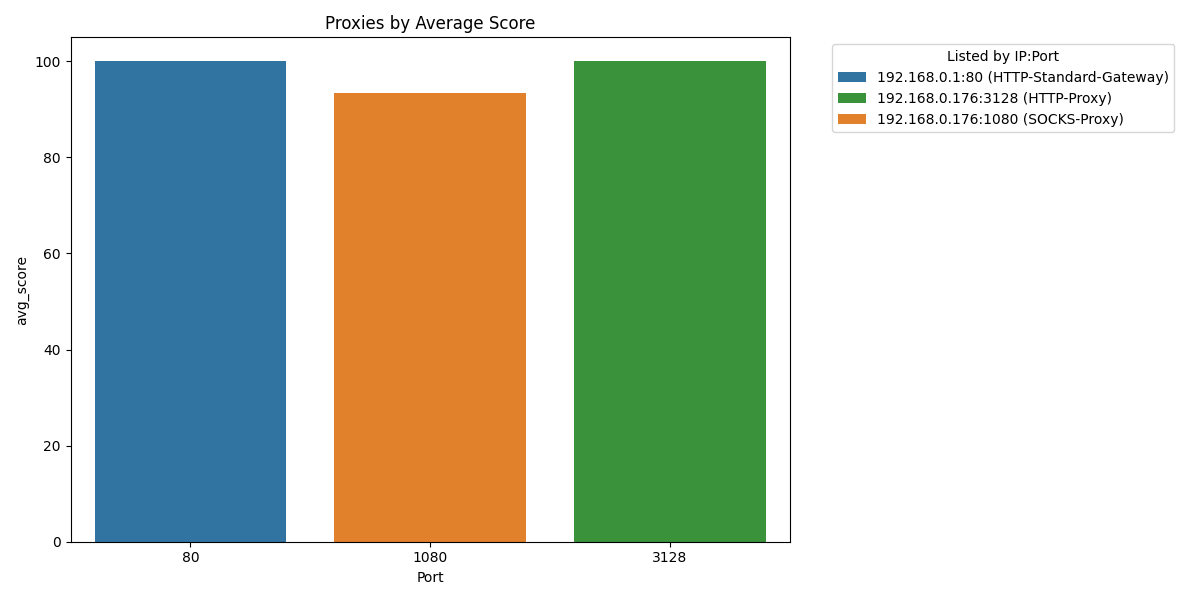 Proxies by Average Score
Listed by IP:Port
192.168.0.1:80 (HTTP-Standard-Gateway)
192.168.0.176:3128 (HTTP-Proxy)
192.168.0.176:1080 (SOCKS-Proxy)
avg_score
100
80
60
40
20
0
80 1080 3128
Port